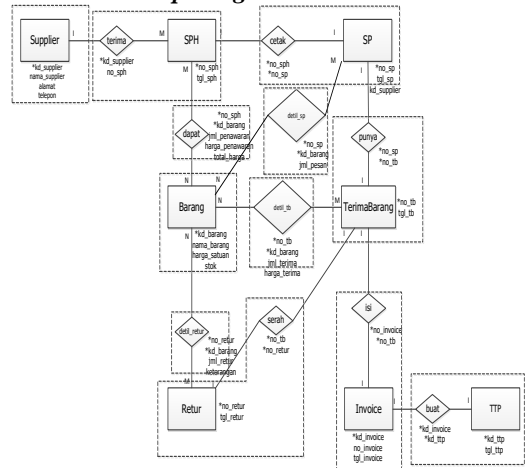 Supplier
I
terima
M
SPH
M
cetak
I
SP
*kd_supplier
nama_supplier
alamat
telepon
*kd_supplier
no_sph
*no_sph
tgl_sph
*no_sph
*no_sp
*no_sp
tgl_sp
kd_supplier
M
M
I
detil_sp
dapat
*no_sph
*kd_barang
jml_penawaran
harga_penawaran
total_harga
*no_sp
*kd_barang
jml_pesan
punya
*no_sp
*no_tb
N
N
I
Barang
N
detil_tb
M
TerimaBarang
*no_tb
tgl_tb
N
*kd_barang
nama_barang
harga_satuan
stok
*no_tb
*kd_barang
jml_terima
harga_terima
I
I
detil_retur
*no_retur
*kd_barang
jml_retur
keterangan
serah
*no_tb
*no_retur
isi
*no_invoice
*no_tb
M
I
I
Retur
*no_retur
tgl_retur
Invoice
I
buat
I
TTP
*kd_invoice
no_invoice
tgl_invoice
*kd_invoice
*kd_ttp
*kd_ttp
tgl_ttp